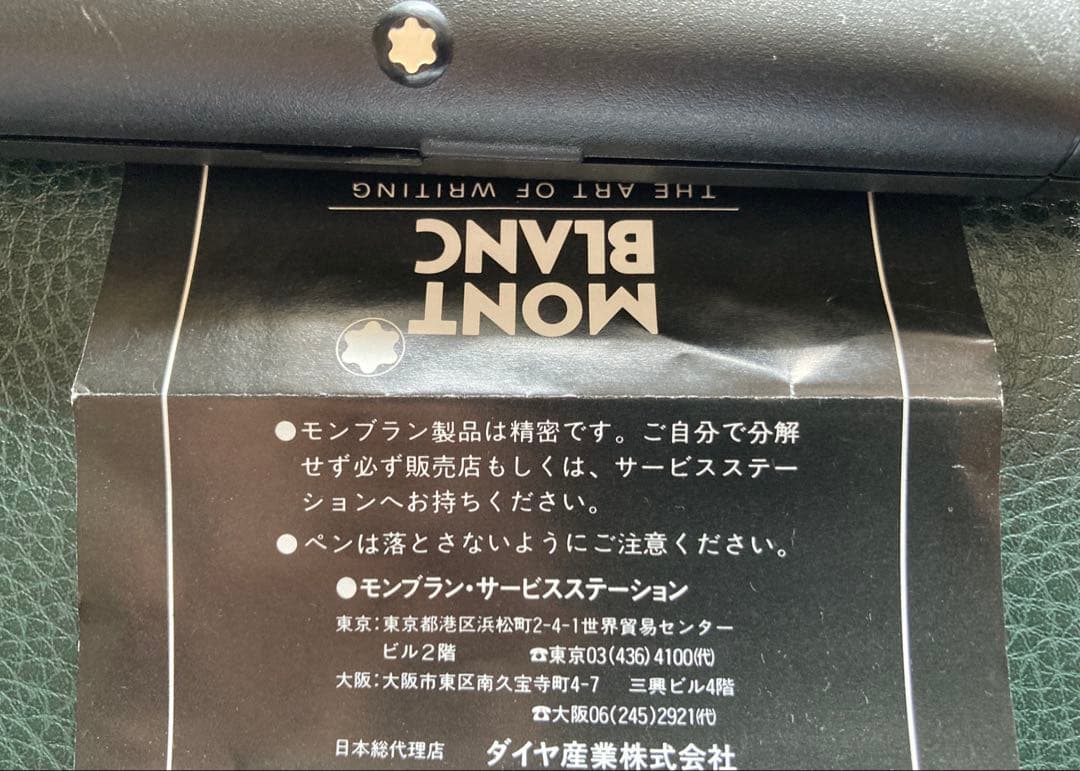 THE ART OF WRITING
MONT
BLANC
●モンブラン製品は精密です。ご自分で分解
せず必ず販売店もしくは、サービスステー
ションへお持ちください。
●ペンは落とさないようにご注意ください。
●モンブラン・サービスステーション
東京:東京都港区浜松町2-4-1世界貿易センター
ビル2階 ☎東京03(436)4100㈹
大阪:大阪市東区南久宝寺町4-7 三興ビル4階
☎大阪06(245)2921㈹
日本総代理店 ダイヤ産業株式会社